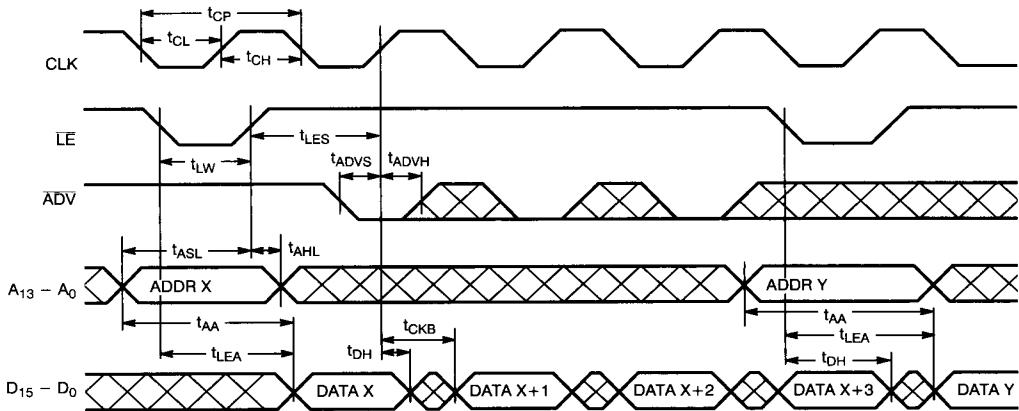 tCP
tCL
tCH
CLK
LE
tLES
tLW
tADVS
tADVH
ADV
tASL
tAHL
A13 – A0
ADDR X
ADDR Y
tAA
tCKB
tAA
tLEA
tDH
tLEA
tDH
D15 – D0
DATA X
DATA X+1
DATA X+2
DATA X+3
DATA Y